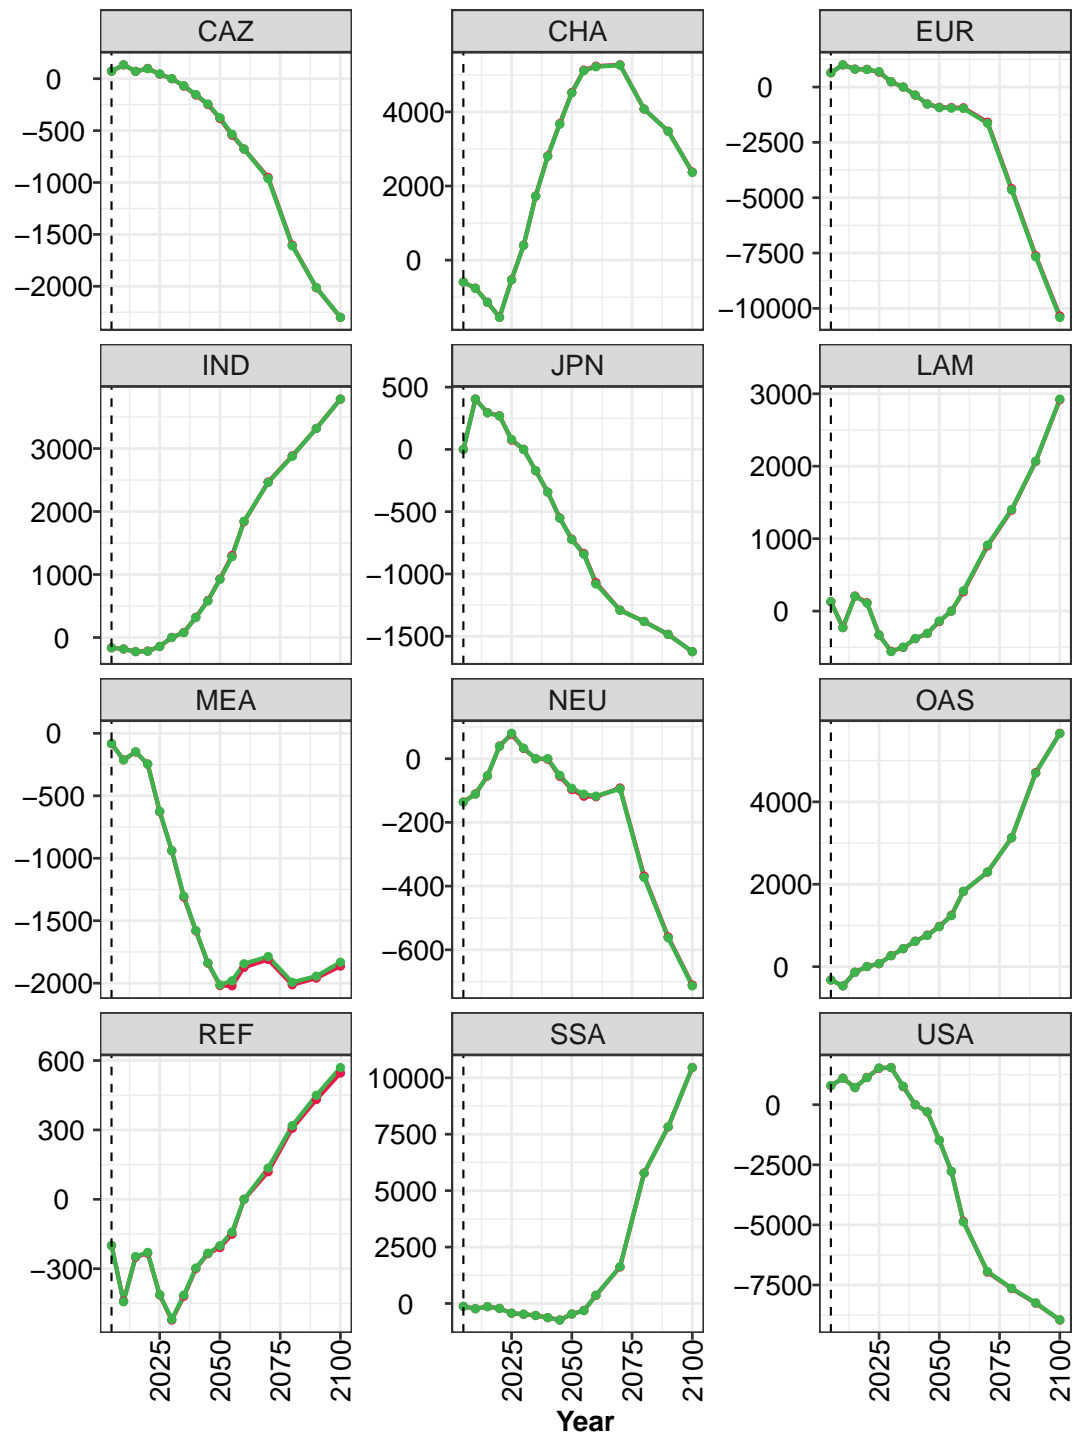 CAZ CHA EUR
0 4000 0
−500 2000 −2500
−1000 0 −5000
−1500 −7500
−2000 −10000
IND JPN LAM
3000 500 3000
2000 0 2000
1000 −500 1000
0 −1000 0
−1500
MEA NEU OAS
0 0 4000
−500 −200 2000
−1000 −400 0
−1500 −600
−2000
REF SSA USA
600 10000 0
300 7500 −2500
0 5000 −5000
−300 2500 −7500
0
2025 2050 2075 2100 2025 2050 2075 2100 2025 2050 2075 2100
Year